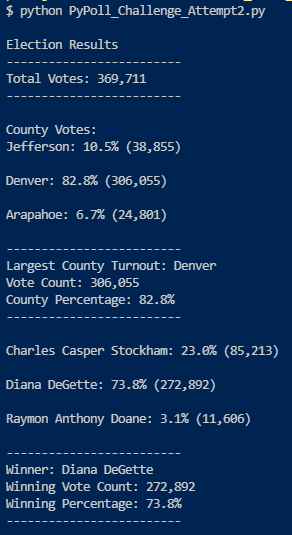 $ python PyPoll_Challenge_Attempt2.py
Election Results
-------------------------
Total Votes: 369,711
-------------------------
County Votes:
Jefferson: 10.5% (38,855)
Denver: 82.8% (306,055)
Arapahoe: 6.7% (24,801)
-------------------------
Largest County Turnout: Denver
Vote Count: 306,055
County Percentage: 82.8%
-------------------------
Charles Casper Stockham: 23.0% (85,213)
Diana DeGette: 73.8% (272,892)
Raymon Anthony Doane: 3.1% (11,606)
-------------------------
Winner: Diana DeGette
Winning Vote Count: 272,892
Winning Percentage: 73.8%
-------------------------